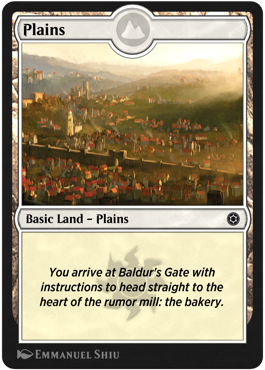 Plains
Basic Land – Plains
You arrive at Baldur's Gate with
instructions to head straight to the
heart of the rumor mill: the bakery.
Emmanuel Shiu